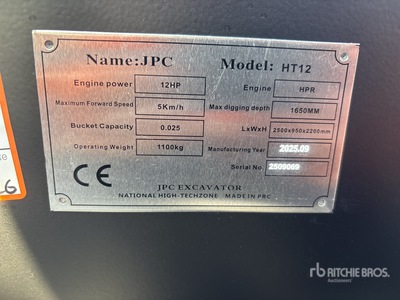 Name:JPC Model: HT12
Engine power 12HP Engine HPR
Maximum Forward Speed 5Km/h Max digging depth 1650MM
Bucket Capacity 0.025 LxWxH 2500x950x2200mm
Operating Weight 1100kg Manufacturing Year 2025.09
Serial No. 2509069
CE
JPC EXCAVATOR
NATIONAL HIGH-TECHZONE MADE IN PRC
rb RITCHIE BROS.
Auctioneers